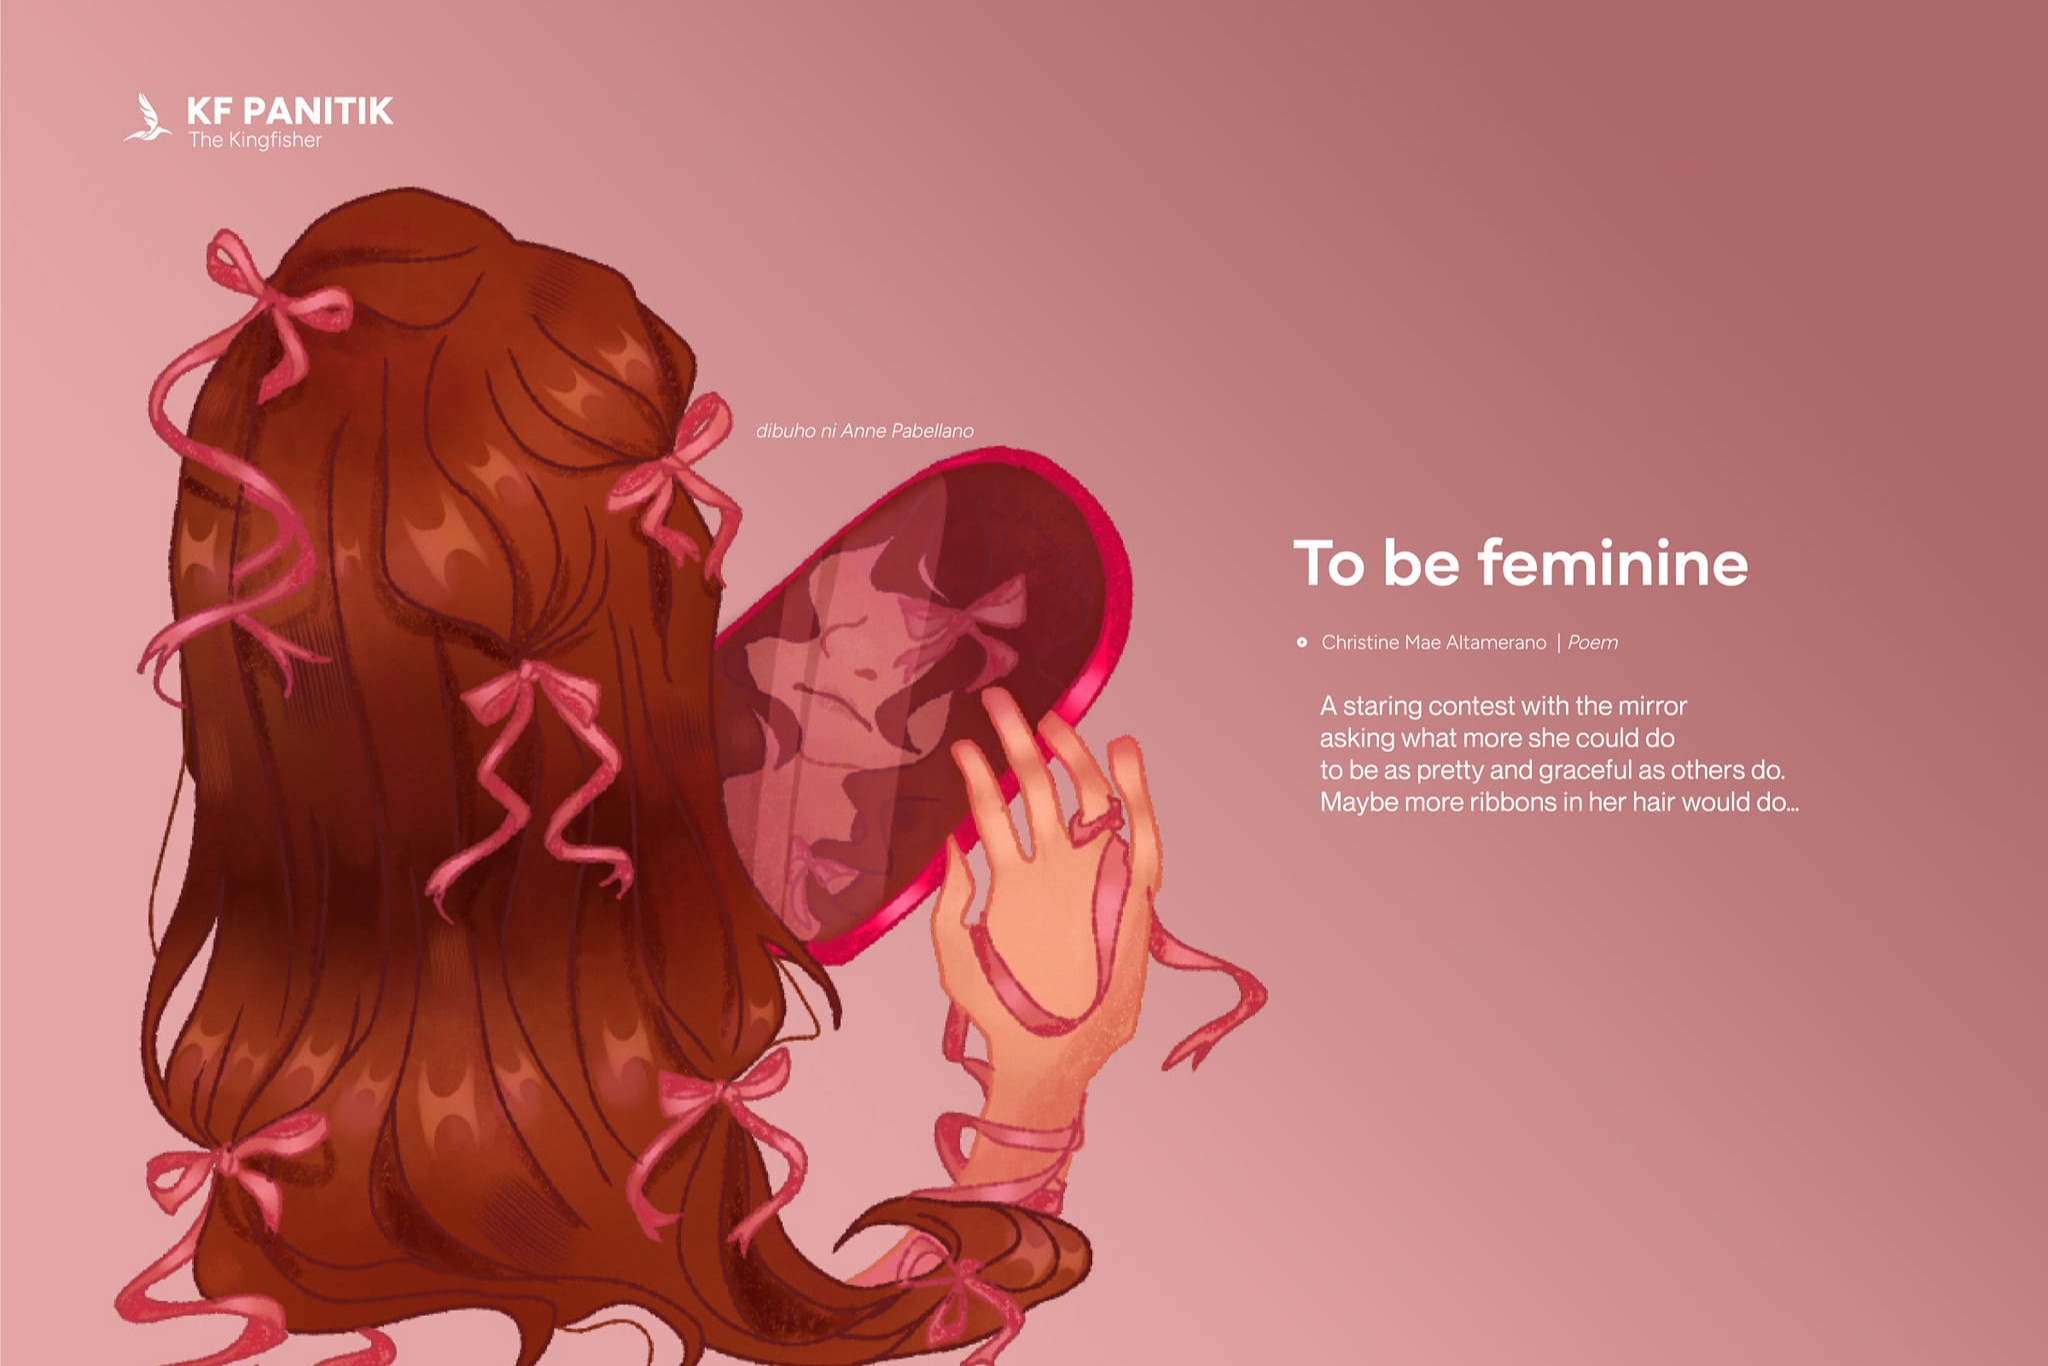 KF PANITIK
The Kingfisher
dibuho ni Anne Pabellano
To be feminine
Christine Mae Altamerano | Poem
A staring contest with the mirror
asking what more she could do
to be as pretty and graceful as others do.
Maybe more ribbons in her hair would do...